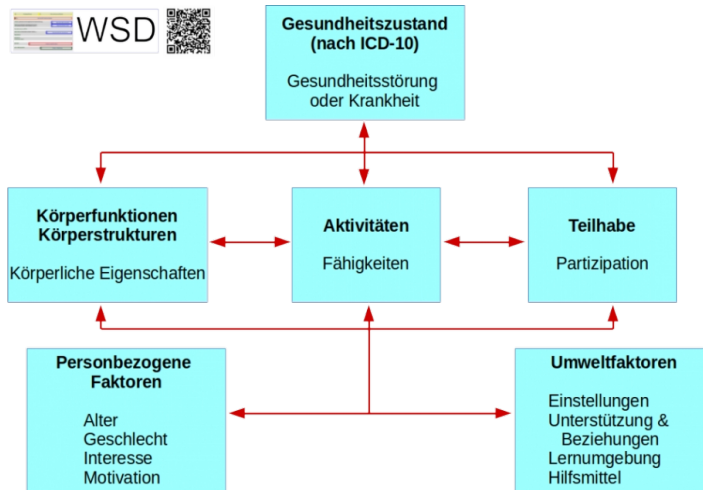 WSD
Gesundheitszustand
(nach ICD-10)
Gesundheitsstörung
oder Krankheit
Körperfunktionen
Körperstrukturen
Körperliche Eigenschaften
Aktivitäten
Fähigkeiten
Teilhabe
Partizipation
Personbezogene
Faktoren
Alter
Geschlecht
Interesse
Motivation
Umweltfaktoren
Einstellungen
Unterstützung &
Beziehungen
Lernumgebung
Hilfsmittel